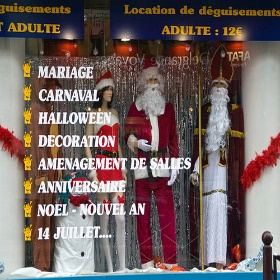 éguisements
T ADULTE
Location de déguisements
ADULTE : 12€
MARIAGE
CARNAVAL
HALLOWEEN
DECORATION
AMENAGEMENT DE SALLES
ANNIVERSAIRE
NOEL - NOUVEL AN
14 JUILLET....